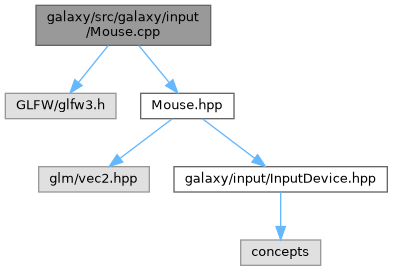 galaxy/src/galaxy/input
/Mouse.cpp
GLFW/glfw3.h
Mouse.hpp
glm/vec2.hpp
galaxy/input/InputDevice.hpp
concepts